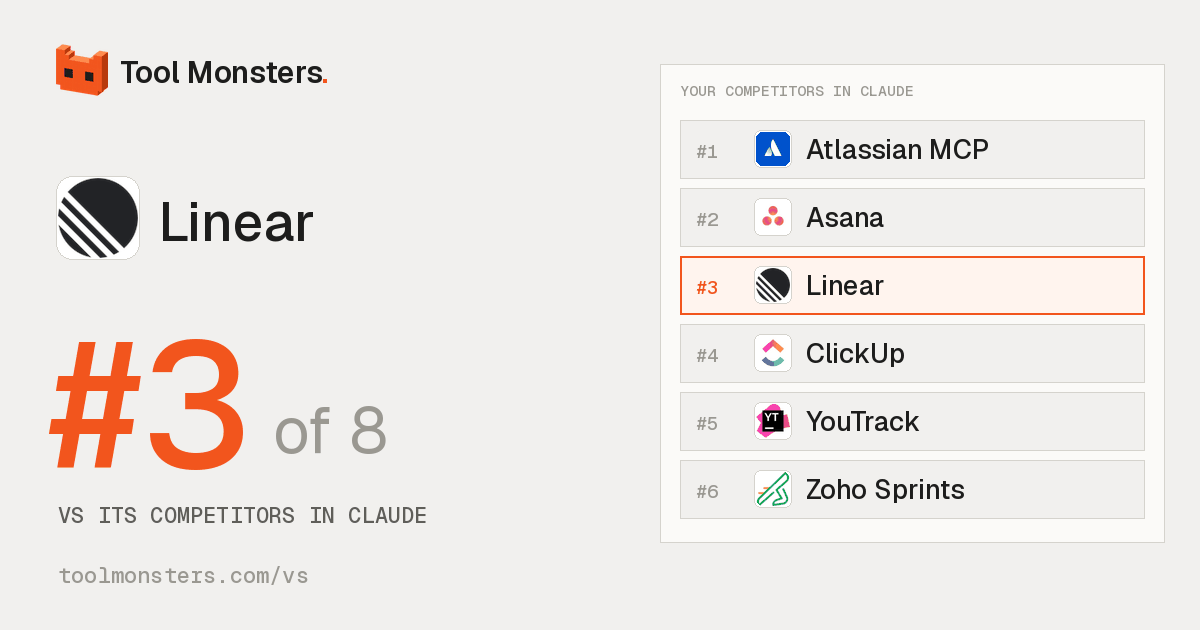 Tool Monsters.
Linear
#3 of 8
VS ITS COMPETITORS IN CLAUDE
toolmonsters.com/vs
YOUR COMPETITORS IN CLAUDE
#1 Atlassian MCP
#2 Asana
#3 Linear
#4 ClickUp
#5 YT YouTrack
#6 Zoho Sprints